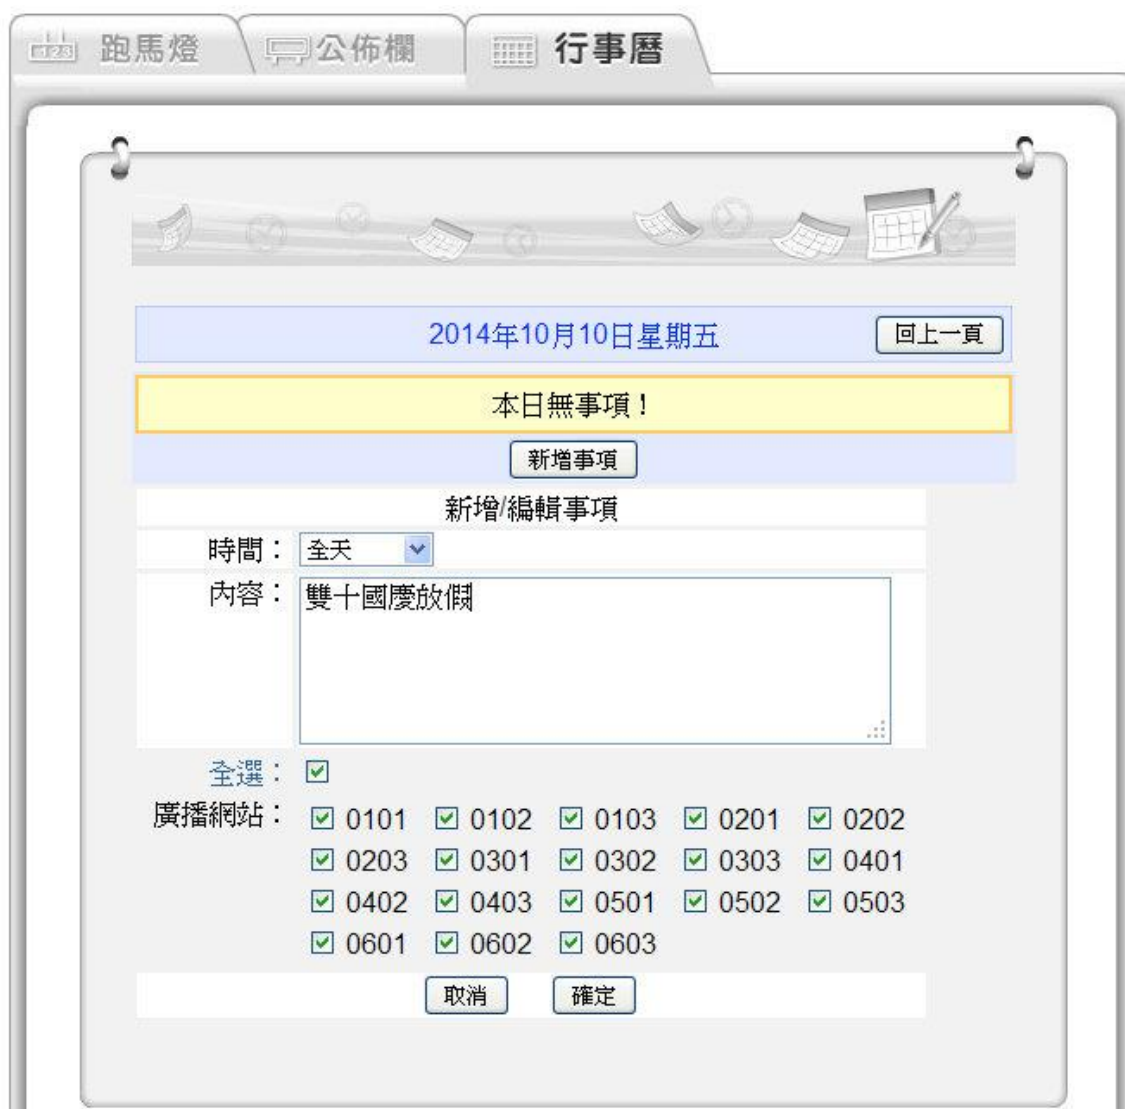 1 2 3 跑馬燈 公佈欄 行事曆
2014年10月10日星期五 回上一頁
本日無事項！
新增事項
新增/編輯事項
時間： 全天
內容： 雙十國慶放假
全選：
廣播網站： 0101 0102 0103 0201 0202
0203 0301 0302 0303 0401
0402 0403 0501 0502 0503
0601 0602 0603
取消 確定